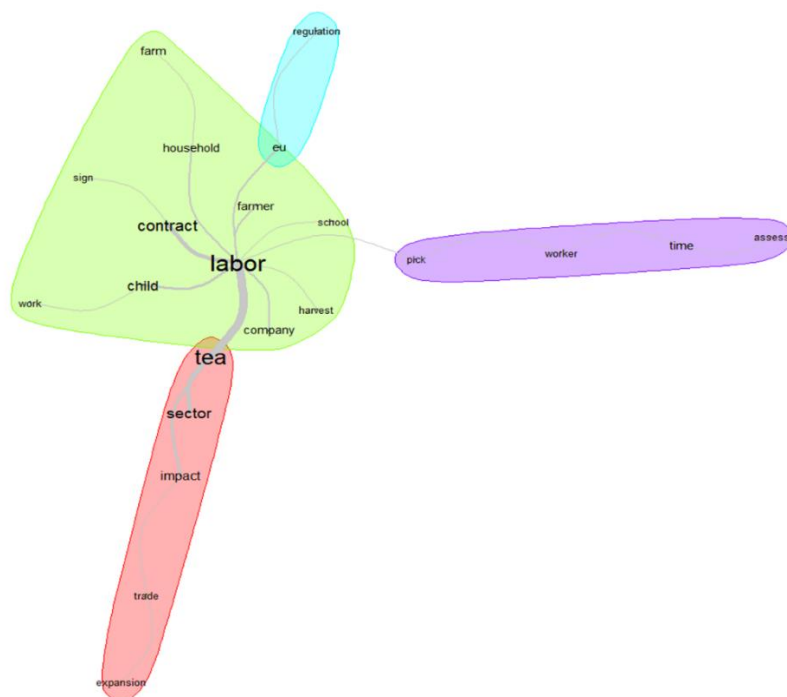 regulation
farm
household
eu
sign
farmer
school
contract
assess
time
worker
pick
labor
child
work
harvest
company
tea
sector
impact
trade
expansion